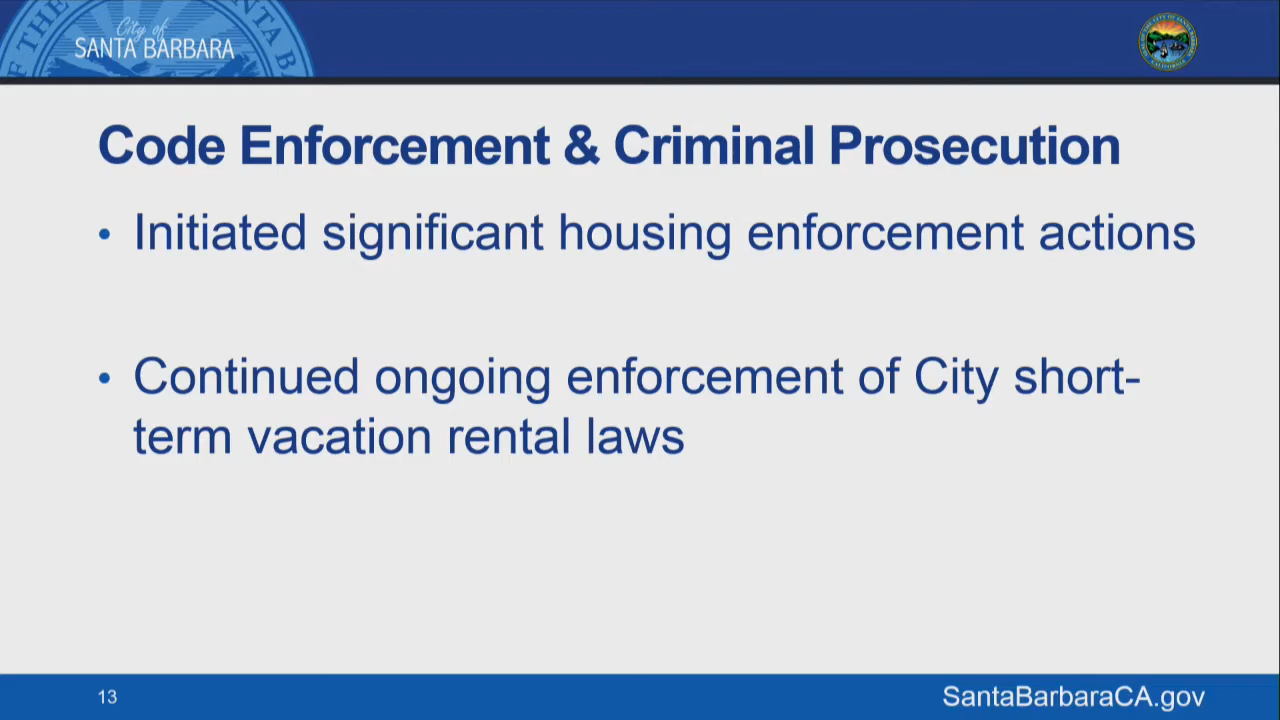 City of
SANTA BARBARA
Code Enforcement & Criminal Prosecution
• Initiated significant housing enforcement actions
• Continued ongoing enforcement of City short-
term vacation rental laws
13
SantaBarbaraCA.gov